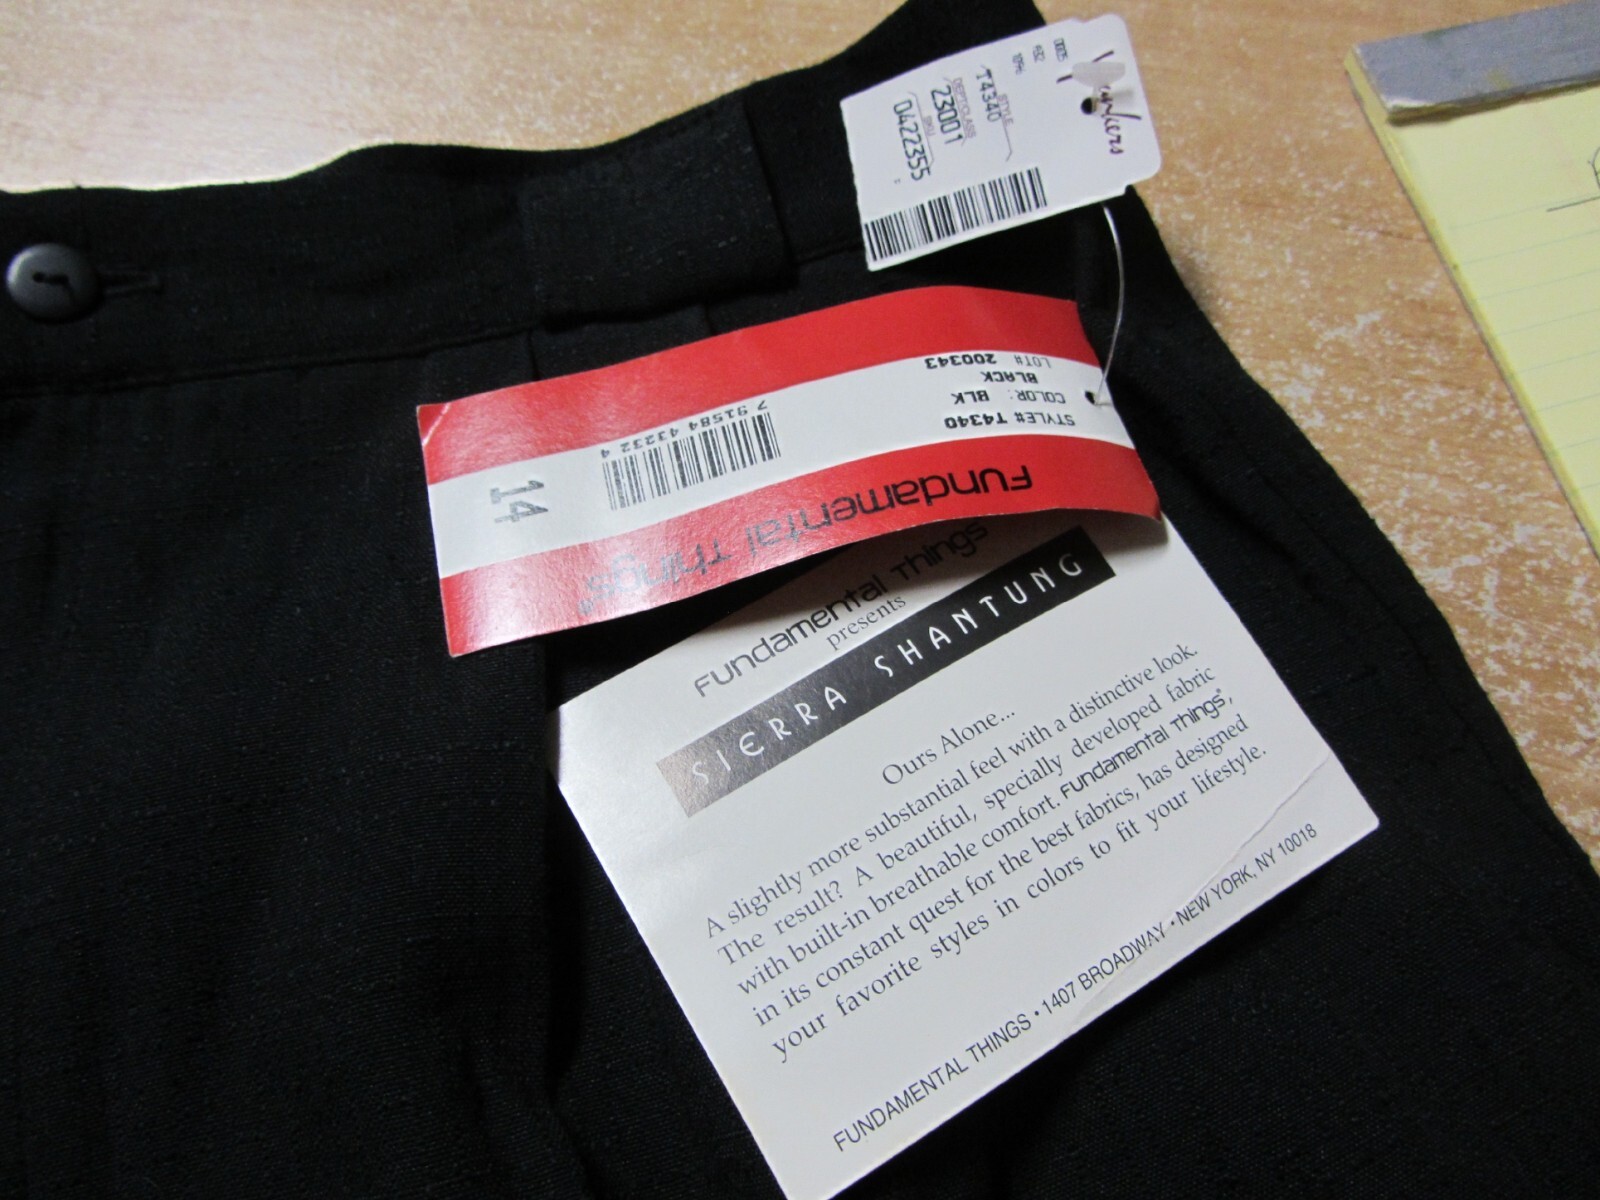 Younkers
STYLE
T4340
DEPT/CLASS
23001
SKU
0422355
STYLE# T4340
COLOR: BLK
BLACK
LOT# 200343
7 91584 43232 4
14
Fundamental Things®
Fundamental Things
presents
SIERRA SHANTUNG
Ours Alone...
A slightly more substantial feel with a distinctive look.
The result? A beautiful, specially developed fabric
with built-in breathable comfort. Fundamental Things®,
in its constant quest for the best fabrics, has designed
your favorite styles in colors to fit your lifestyle.
FUNDAMENTAL THINGS • 1407 BROADWAY • NEW YORK, NY 10018